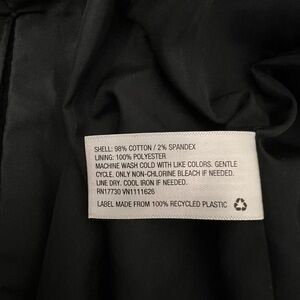 SHELL: 98% COTTON / 2% SPANDEX
LINING: 100% POLYESTER
MACHINE WASH COLD WITH LIKE COLORS. GENTLE
CYCLE. ONLY NON-CHLORINE BLEACH IF NEEDED.
LINE DRY. COOL IRON IF NEEDED.
RN17730 VN1111626
LABEL MADE FROM 100% RECYCLED PLASTIC